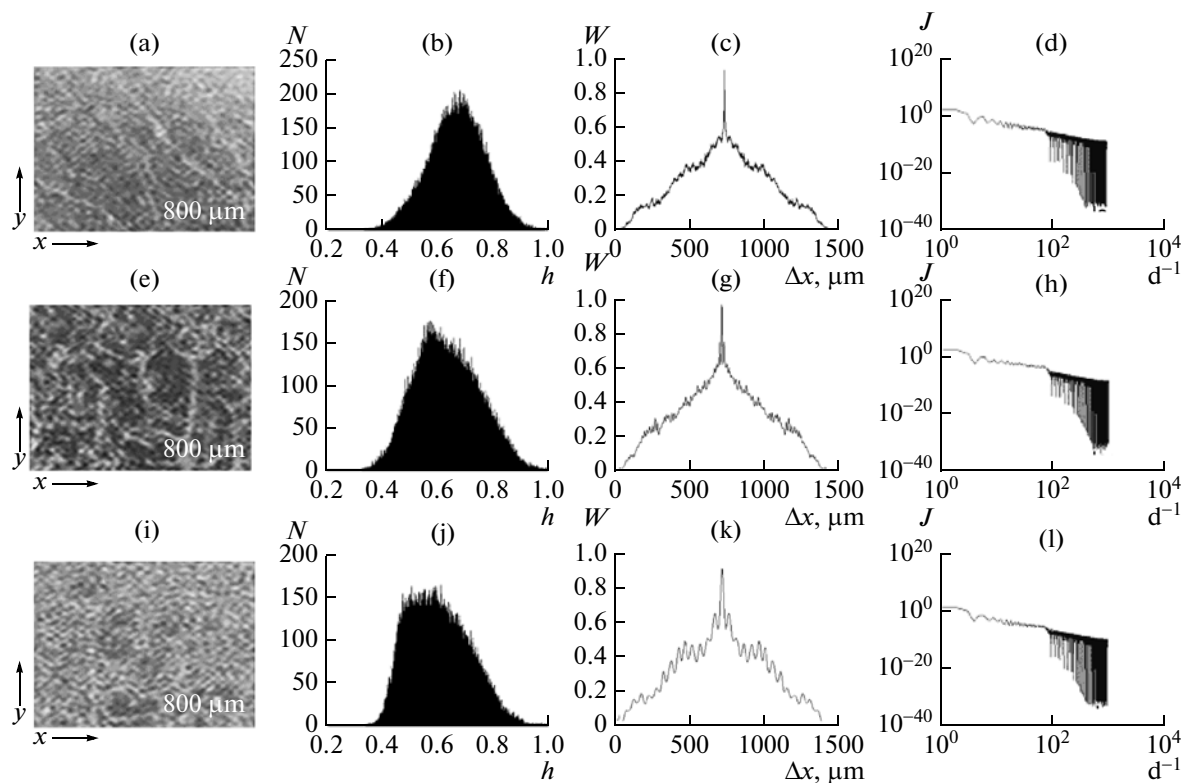 (a)
800 μm
y
x
(b)
N
250
200
150
100
50
0
0.2 0.4 0.6 0.8 1.0
h
(c)
W
1.0
0.8
0.6
0.4
0.2
0
0 500 1000 1500
Δx, μm
(d)
J
10^20
10^0
10^−20
10^−40
10^0 10^2 10^4
d^−1
(e)
800 μm
y
x
(f)
N
200
150
100
50
0
0.2 0.4 0.6 0.8 1.0
h
(g)
W
1.0
0.8
0.6
0.4
0.2
0
0 500 1000 1500
Δx, μm
(h)
J
10^20
10^0
10^−20
10^−40
10^0 10^2 10^4
d^−1
(i)
800 μm
y
x
(j)
N
200
150
100
50
0
0.2 0.4 0.6 0.8 1.0
h
(k)
W
1.0
0.8
0.6
0.4
0.2
0
0 500 1000 1500
Δx, μm
(l)
J
10^20
10^0
10^−20
10^−40
10^0 10^2 10^4
d^−1